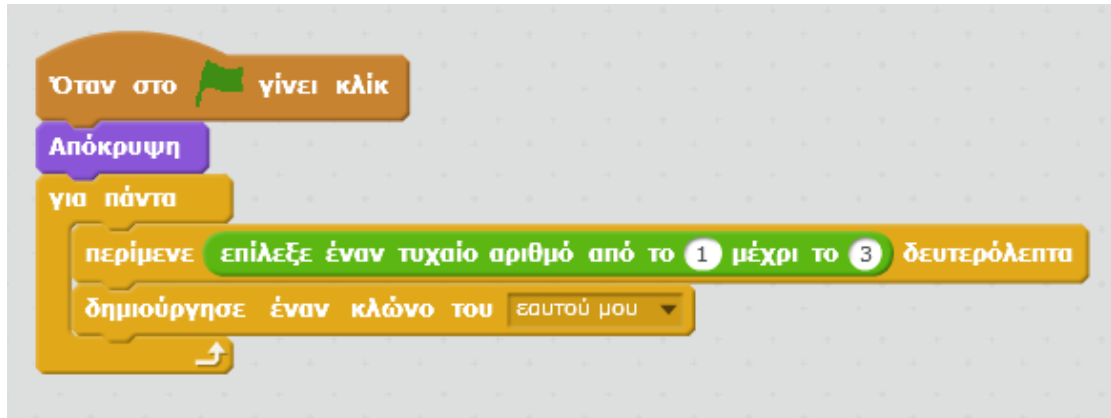 Όταν στο γίνει κλίκ
Απόκρυψη
για πάντα
περίμενε επίλεξε έναν τυχαίο αριθμό από το 1 μέχρι το 3 δευτερόλεπτα
δημιούργησε έναν κλώνο του εαυτού μου